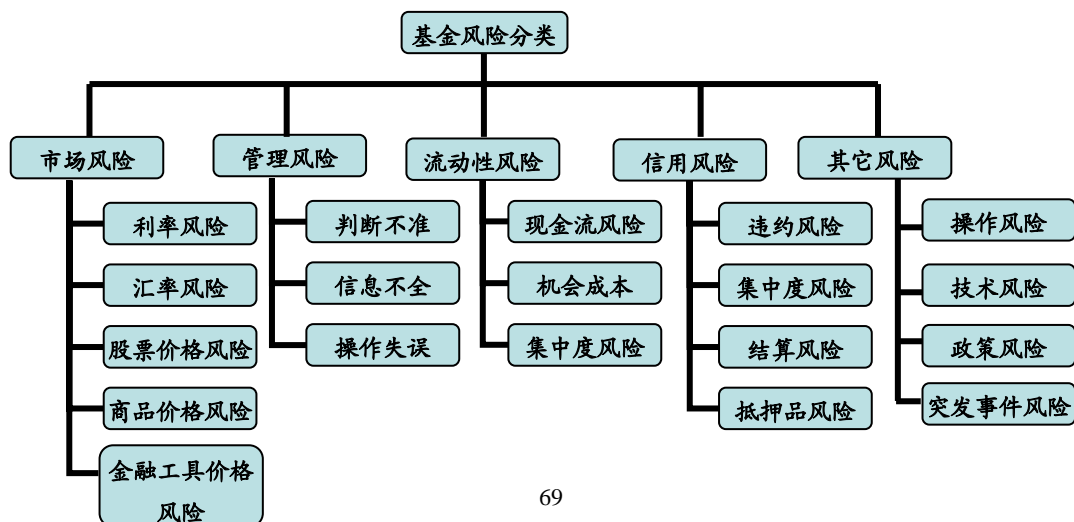 基金风险分类
市场风险
管理风险
流动性风险
信用风险
其它风险
利率风险
汇率风险
股票价格风险
商品价格风险
金融工具价格
风险
判断不准
信息不全
操作失误
现金流风险
机会成本
集中度风险
违约风险
集中度风险
结算风险
抵押品风险
操作风险
技术风险
政策风险
突发事件风险
69